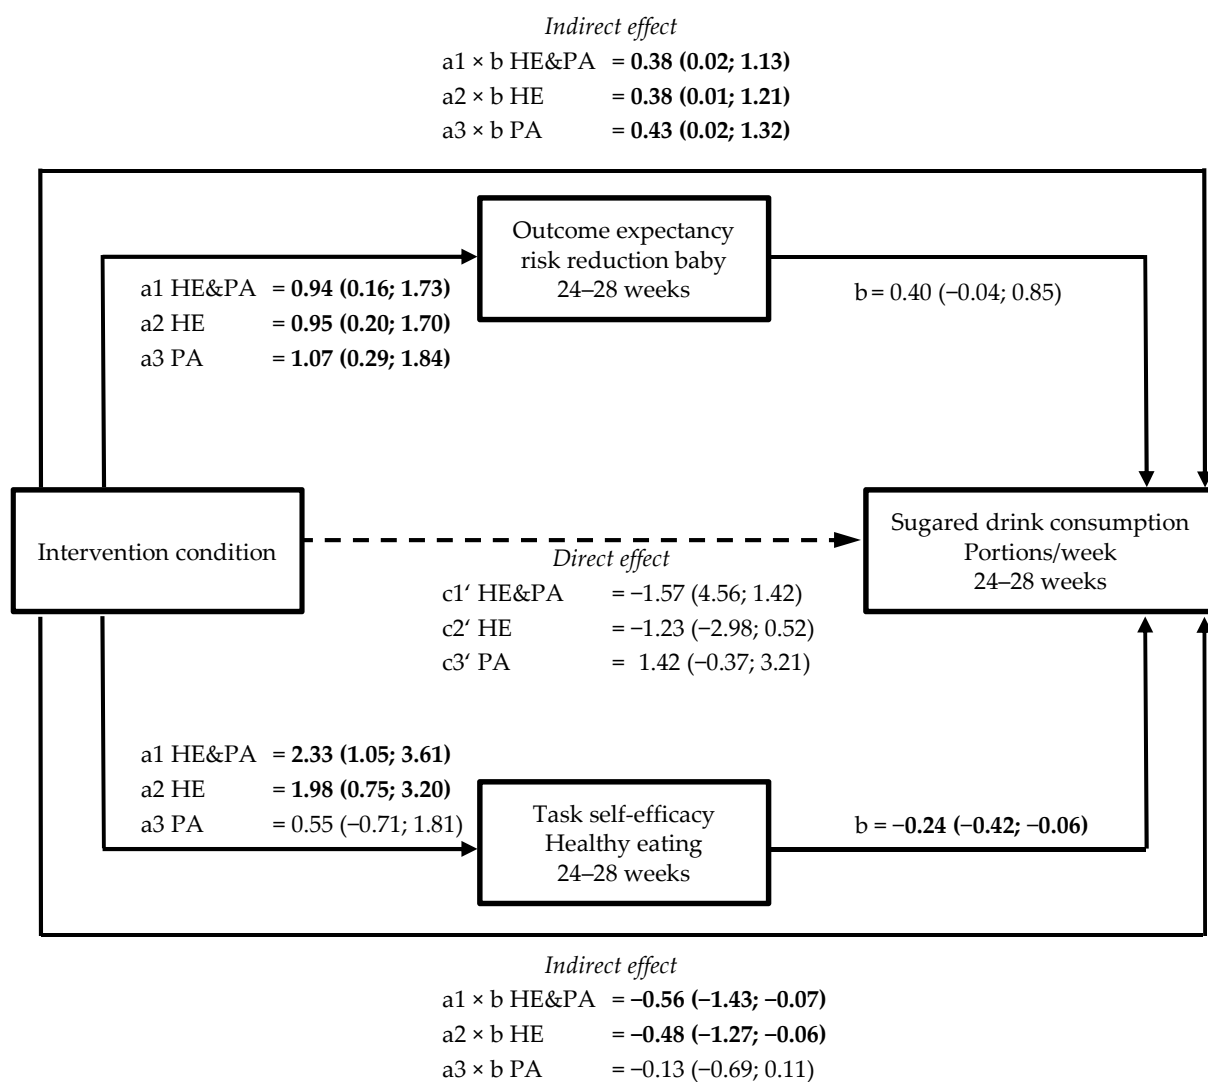 Indirect effect
a1 × b HE&PA = 0.38 (0.02; 1.13)
a2 × b HE = 0.38 (0.01; 1.21)
a3 × b PA = 0.43 (0.02; 1.32)
Outcome expectancy
risk reduction baby
24–28 weeks
a1 HE&PA = 0.94 (0.16; 1.73)
a2 HE = 0.95 (0.20; 1.70)
a3 PA = 1.07 (0.29; 1.84)
b = 0.40 (−0.04; 0.85)
Intervention condition
Sugared drink consumption
Portions/week
24–28 weeks
Direct effect
c1‘ HE&PA = −1.57 (4.56; 1.42)
c2‘ HE = −1.23 (−2.98; 0.52)
c3‘ PA = 1.42 (−0.37; 3.21)
a1 HE&PA = 2.33 (1.05; 3.61)
a2 HE = 1.98 (0.75; 3.20)
a3 PA = 0.55 (−0.71; 1.81)
Task self-efficacy
Healthy eating
24–28 weeks
b = −0.24 (−0.42; −0.06)
Indirect effect
a1 × b HE&PA = −0.56 (−1.43; −0.07)
a2 × b HE = −0.48 (−1.27; −0.06)
a3 × b PA = −0.13 (−0.69; 0.11)